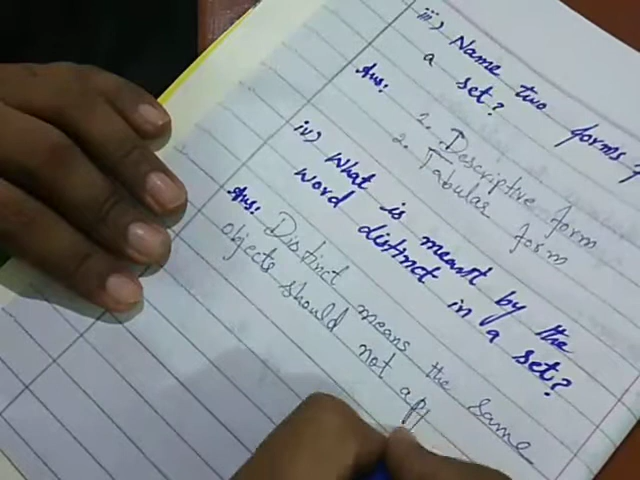 iii) Name two forms
a set?
Ans: 1. Descriptive form
2. Tabular form
iv) What is meant by the
word distinct in a set?
Ans: Distinct means the same
objects should not ap